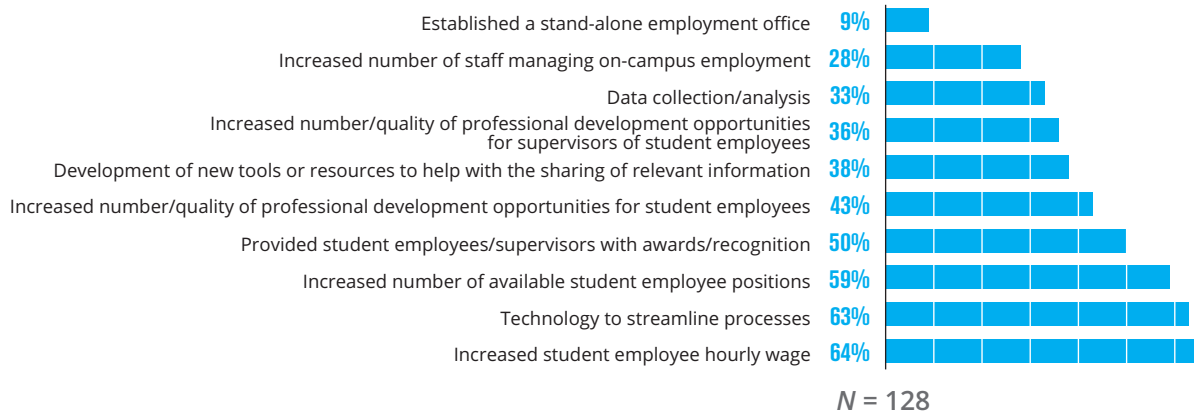 Established a stand-alone employment office 9%
Increased number of staff managing on-campus employment 28%
Data collection/analysis 33%
Increased number/quality of professional development opportunities
for supervisors of student employees 36%
Development of new tools or resources to help with the sharing of relevant information 38%
Increased number/quality of professional development opportunities for student employees 43%
Provided student employees/supervisors with awards/recognition 50%
Increased number of available student employee positions 59%
Technology to streamline processes 63%
Increased student employee hourly wage 64%
N = 128